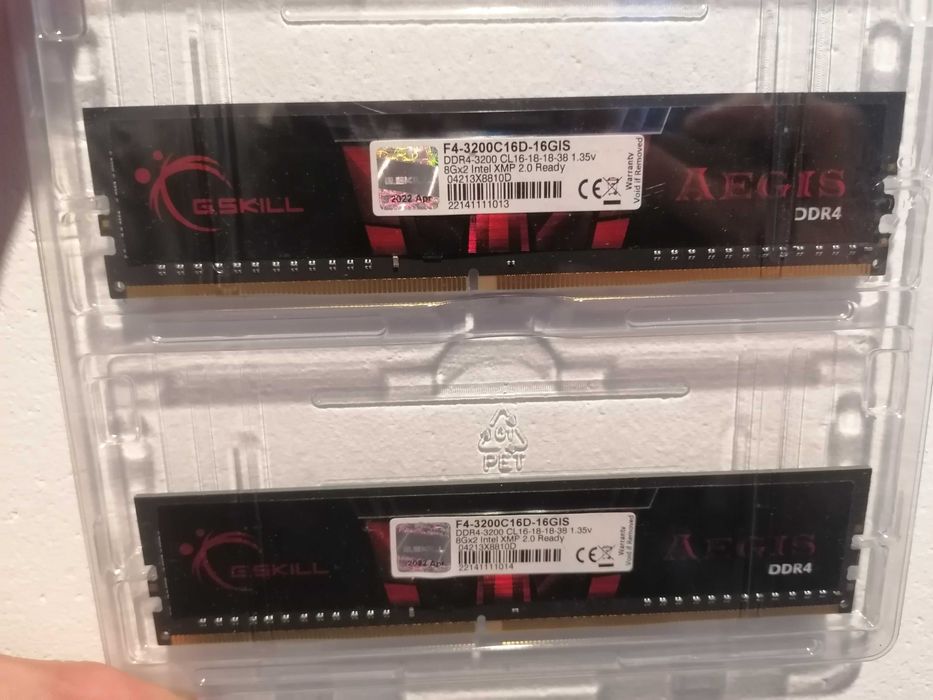 G.SKILL
2022 Apr
F4-3200C16D-16GIS
DDR4-3200 CL16-18-18-38 1.35v
8Gx2 Intel XMP 2.0 Ready
04213X8810D
22141111013
CE
Warranty
Void if Removed
AEGIS
DDR4
PET
G.SKILL
2022 Apr
F4-3200C16D-16GIS
DDR4-3200 CL16-18-18-38 1.35v
8Gx2 Intel XMP 2.0 Ready
04213X8810D
22141111014
CE
Warranty
Void if Removed
AEGIS
DDR4